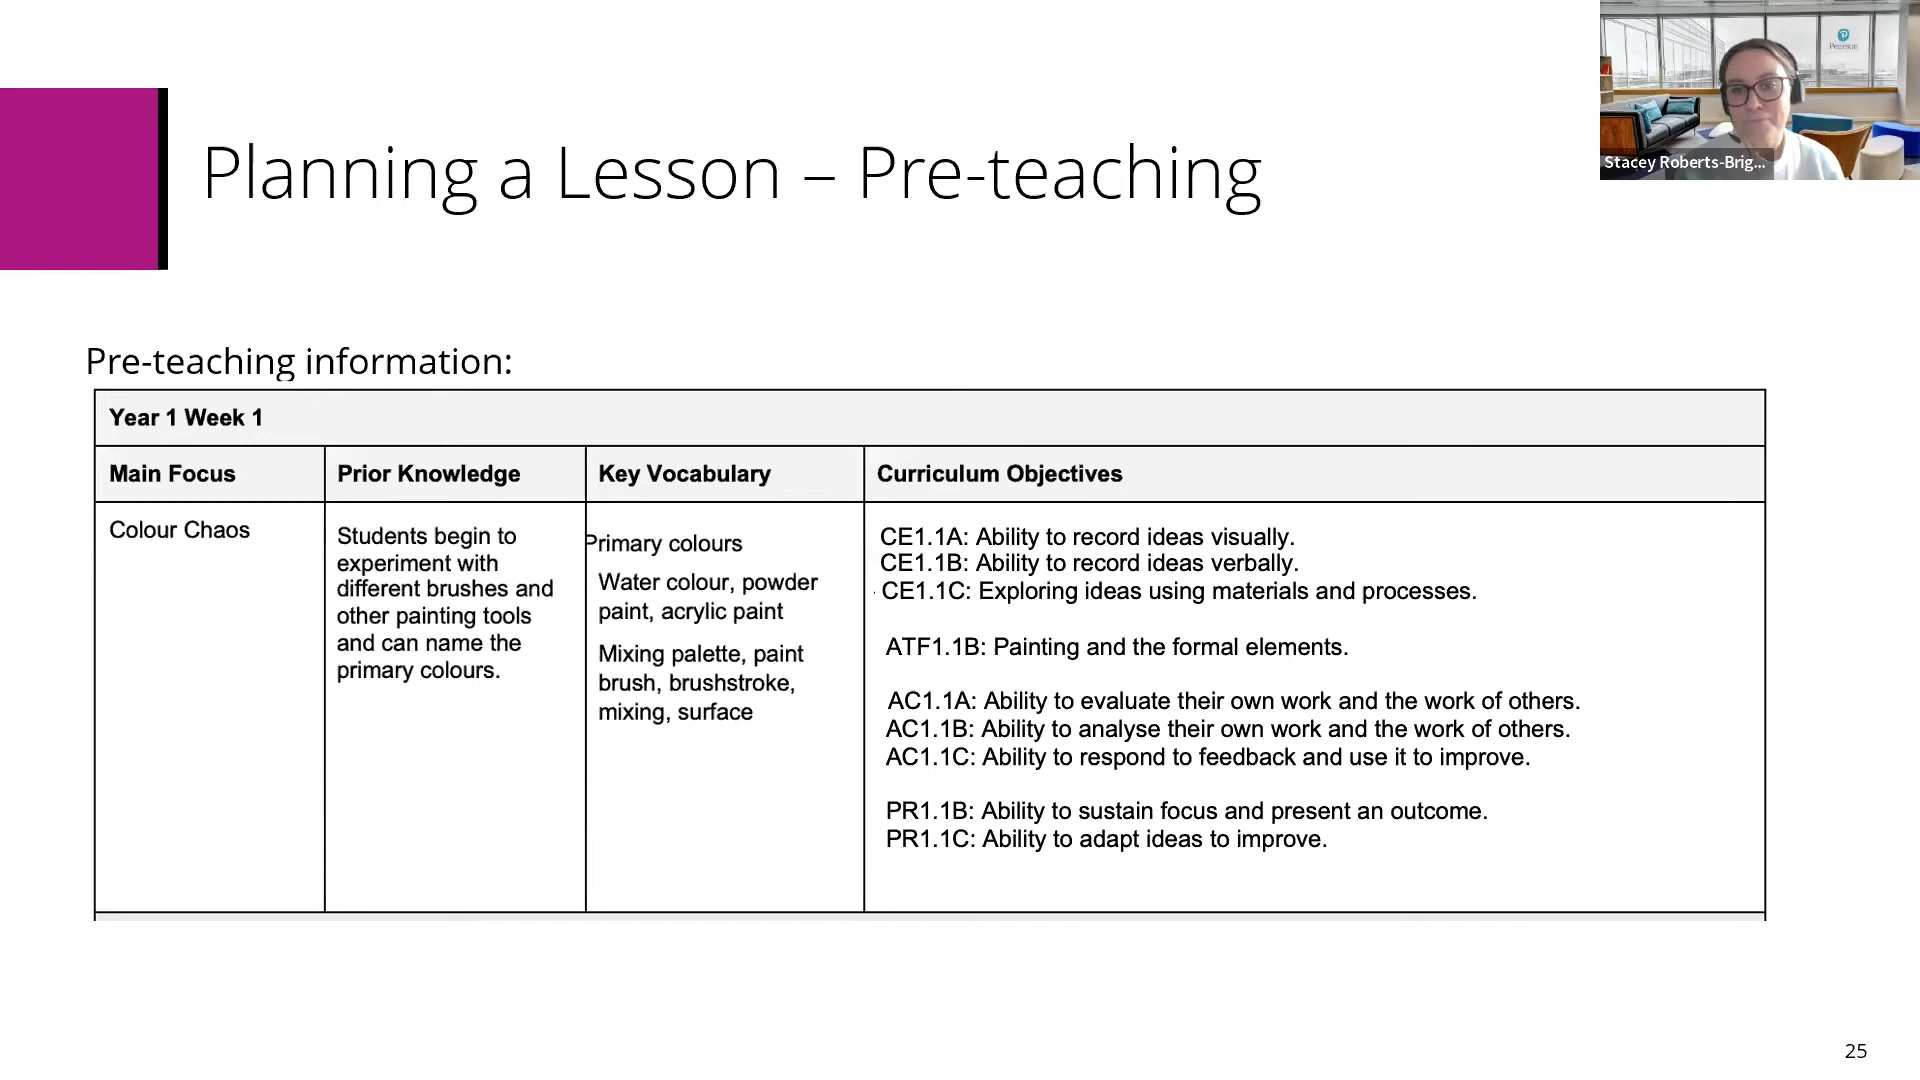 Pearson
Stacey Roberts-Brig...
Planning a Lesson – Pre-teaching
Pre-teaching information:
Year 1 Week 1
Main Focus
Prior Knowledge
Key Vocabulary
Curriculum Objectives
Colour Chaos
Students begin to
experiment with
different brushes and
other painting tools
and can name the
primary colours.
Primary colours
Water colour, powder
paint, acrylic paint
Mixing palette, paint
brush, brushstroke,
mixing, surface
CE1.1A: Ability to record ideas visually.
CE1.1B: Ability to record ideas verbally.
CE1.1C: Exploring ideas using materials and processes.
ATF1.1B: Painting and the formal elements.
AC1.1A: Ability to evaluate their own work and the work of others.
AC1.1B: Ability to analyse their own work and the work of others.
AC1.1C: Ability to respond to feedback and use it to improve.
PR1.1B: Ability to sustain focus and present an outcome.
PR1.1C: Ability to adapt ideas to improve.
25